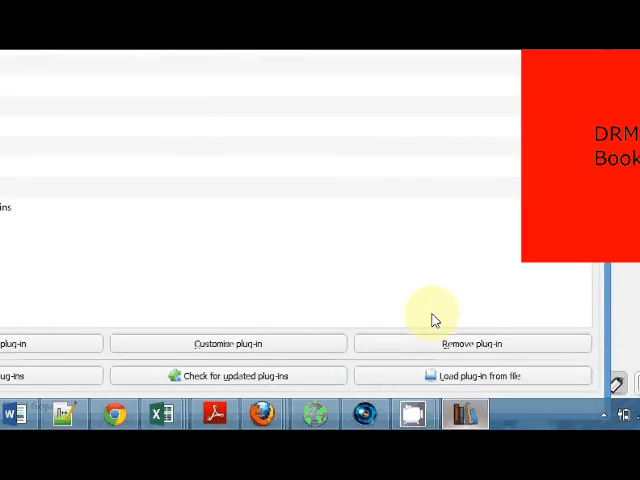 DRM
Book
ins
plug-in
Customise plug-in
Remove plug-in
ug-ins
Check for updated plug-ins
Load plug-in from file